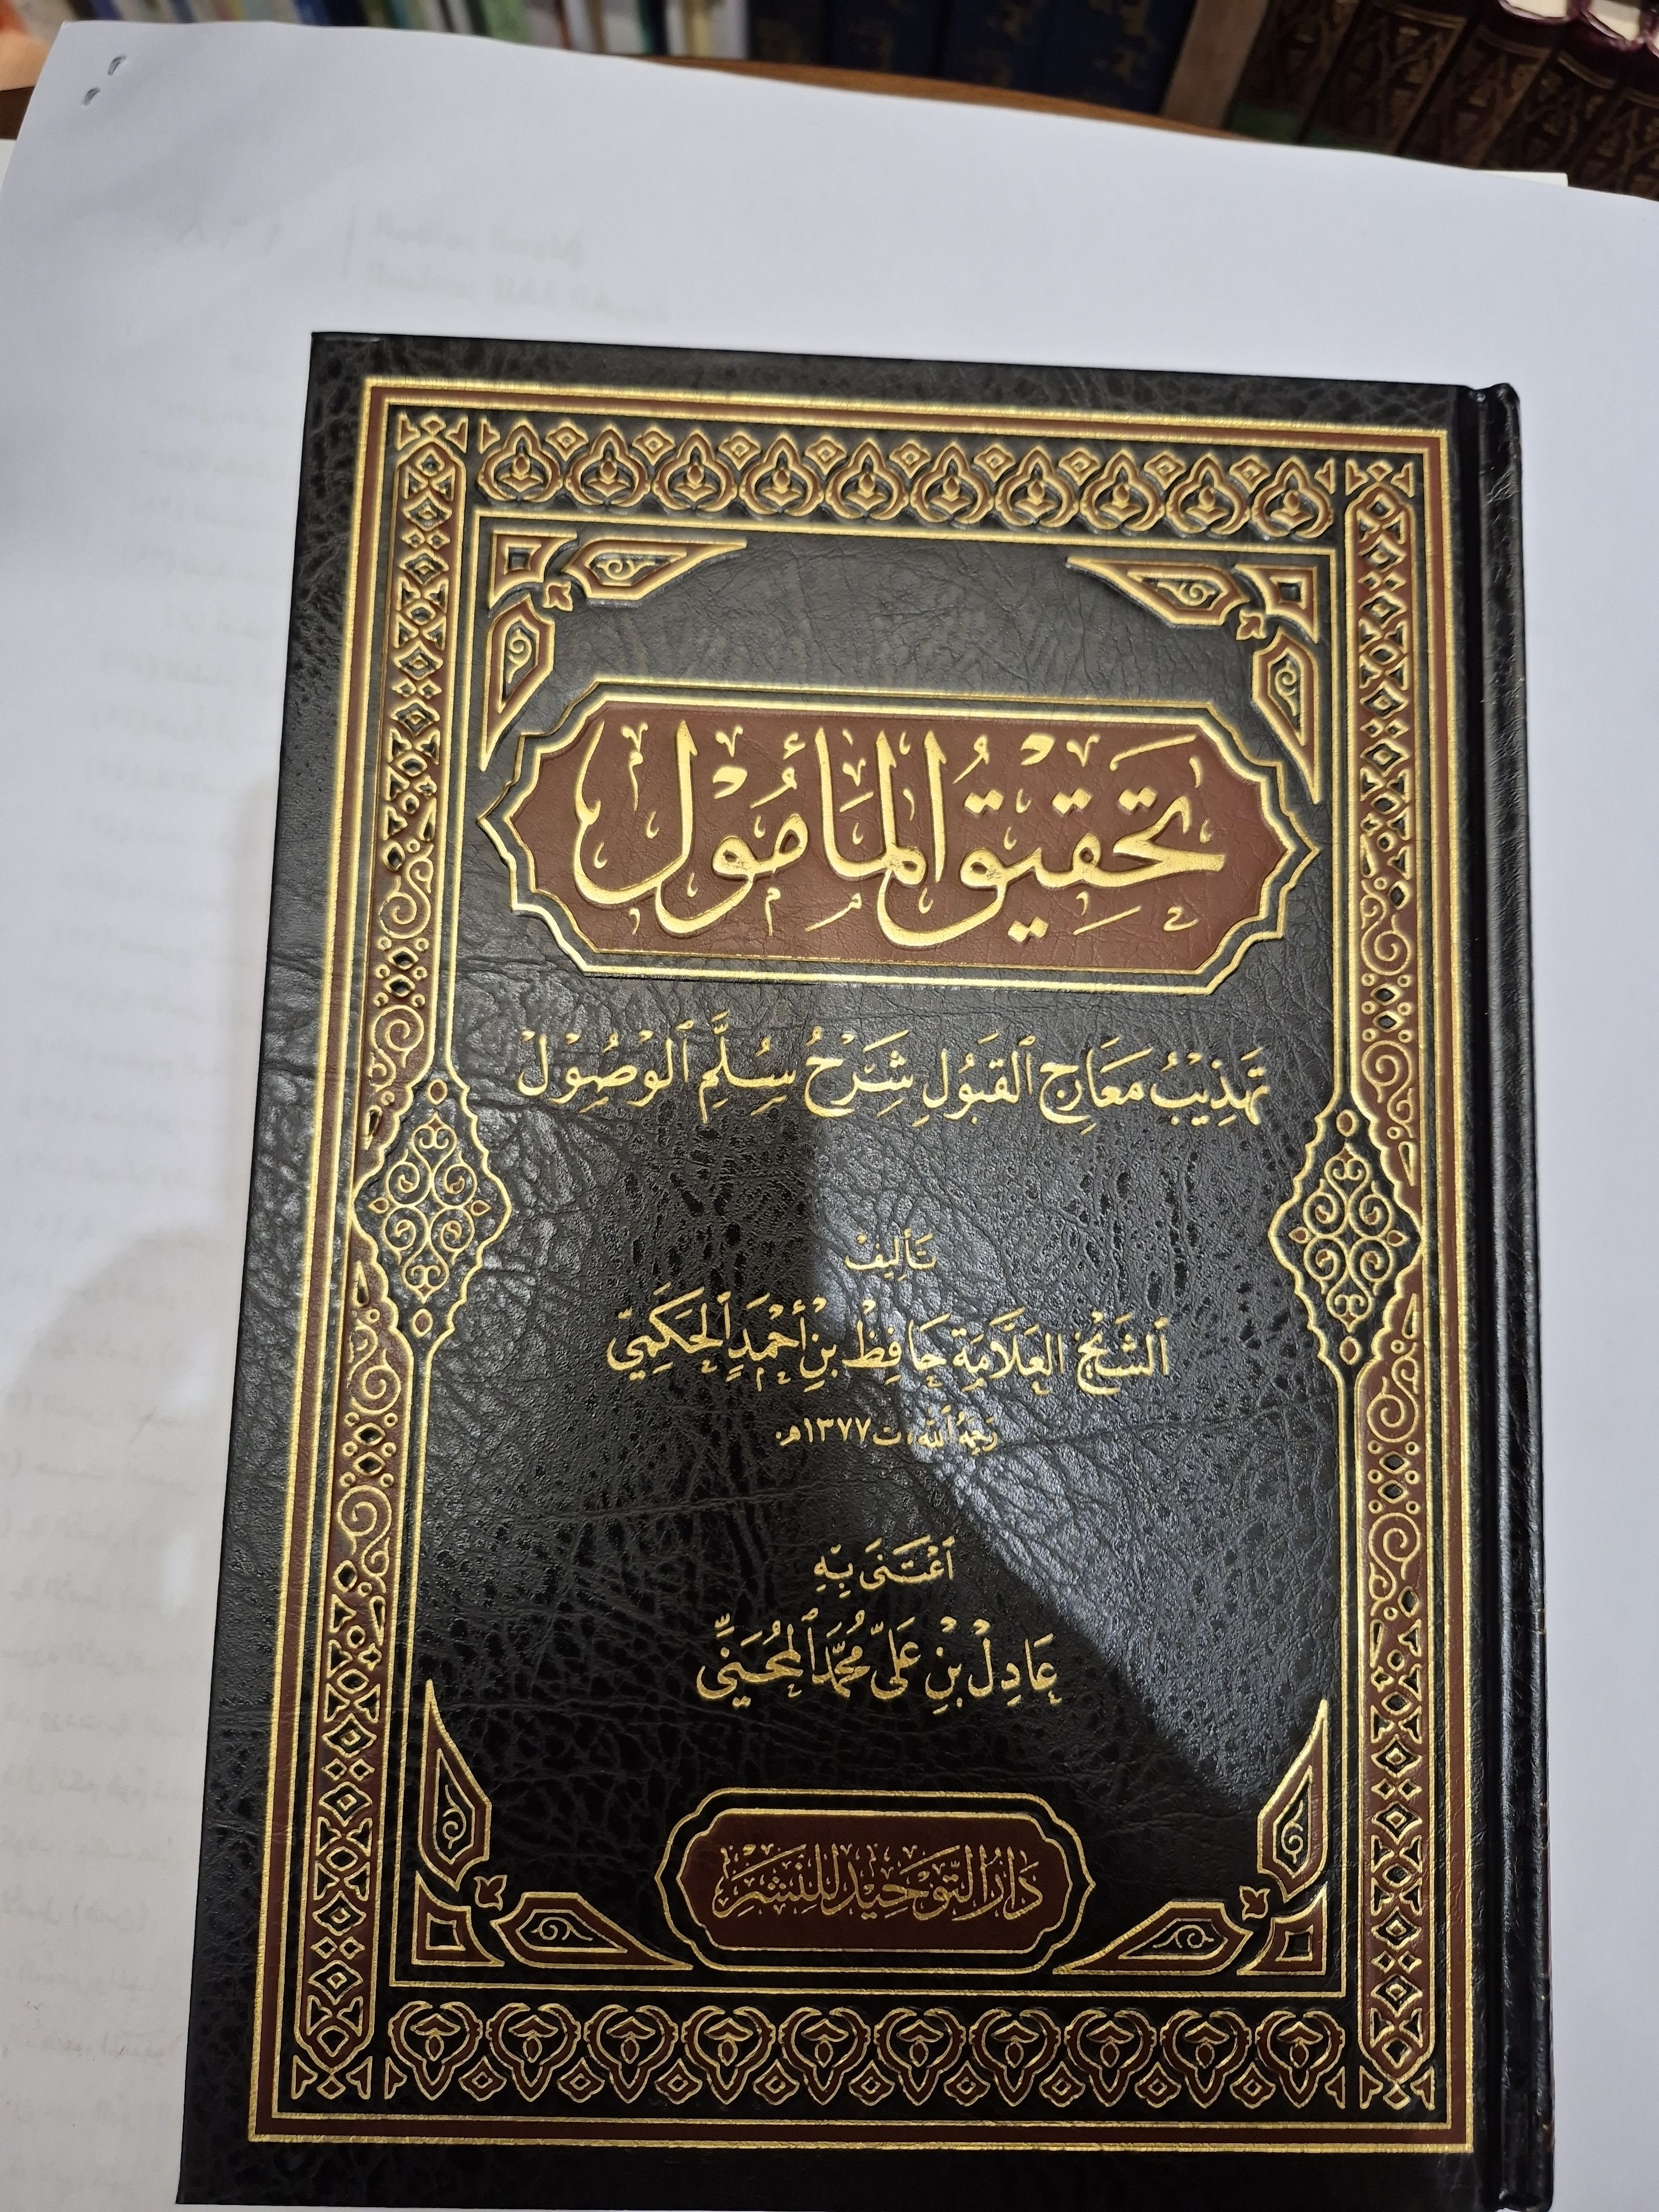 تحقيق المأمول
تهذيب معارج القبول شرح سلم الوصول
تأليف
الشيخ العلامة حافظ بن أحمد الحكمي
رحمه الله، ت ١٣٧٧هـ.
اعتنى به
عادل بن علي محمد المحيني
دار التوحيد للنشر